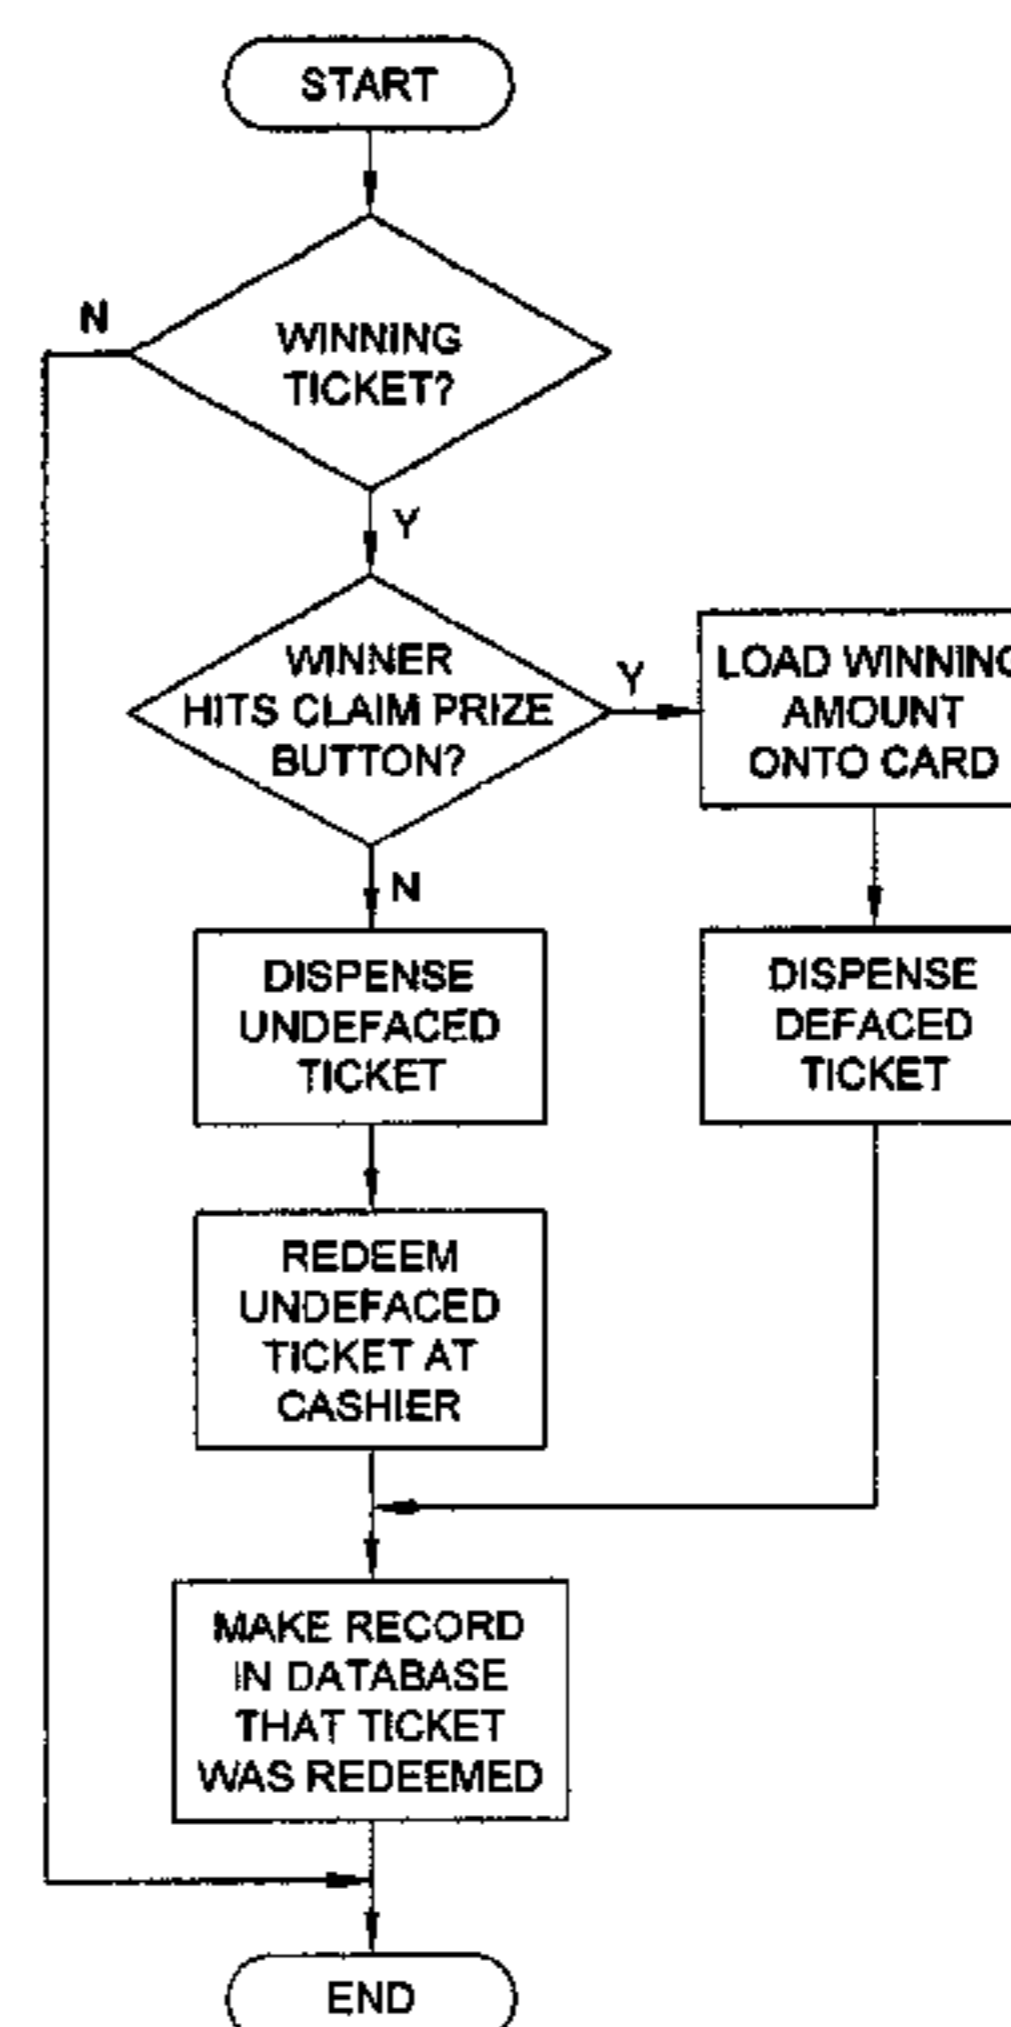 START
N
WINNING
TICKET?
Y
WINNER
HITS CLAIM PRIZE
BUTTON?
Y
LOAD WINNING
AMOUNT
ONTO CARD
N
DISPENSE
UNDEFACED
TICKET
DISPENSE
DEFACED
TICKET
REDEEM
UNDEFACED
TICKET AT
CASHIER
MAKE RECORD
IN DATABASE
THAT TICKET
WAS REDEEMED
END